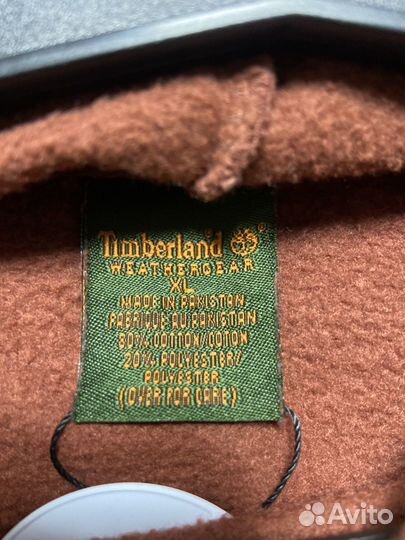 Timberland ®
WEATHERGEAR
XL
MADE IN PAKISTAN
FABRIQUE AU PAKISTAN
80% COTTON/COTON
20% POLYESTER/
POLYESTER
(OVER FOR CARE)
Avito